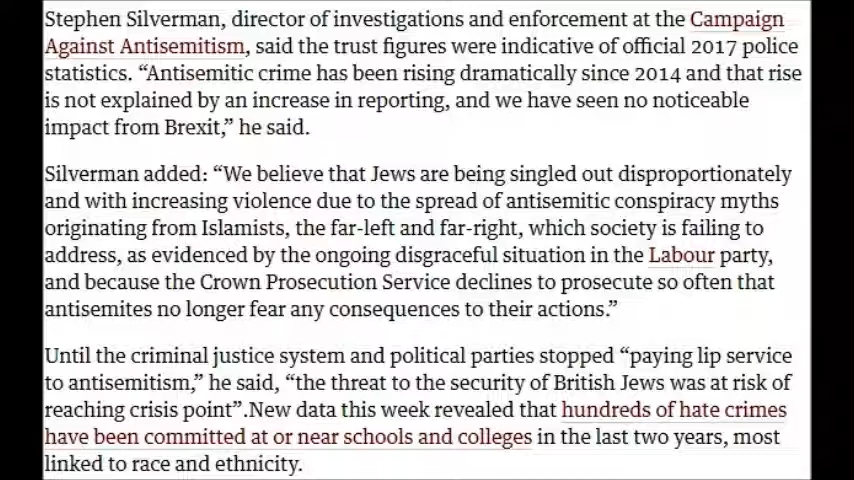 Stephen Silverman, director of investigations and enforcement at the Campaign
Against Antisemitism, said the trust figures were indicative of official 2017 police
statistics. “Antisemitic crime has been rising dramatically since 2014 and that rise
is not explained by an increase in reporting, and we have seen no noticeable
impact from Brexit,” he said.
Silverman added: “We believe that Jews are being singled out disproportionately
and with increasing violence due to the spread of antisemitic conspiracy myths
originating from Islamists, the far-left and far-right, which society is failing to
address, as evidenced by the ongoing disgraceful situation in the Labour party,
and because the Crown Prosecution Service declines to prosecute so often that
antisemites no longer fear any consequences to their actions.”
Until the criminal justice system and political parties stopped “paying lip service
to antisemitism,” he said, “the threat to the security of British Jews was at risk of
reaching crisis point”.New data this week revealed that hundreds of hate crimes
have been committed at or near schools and colleges in the last two years, most
linked to race and ethnicity.